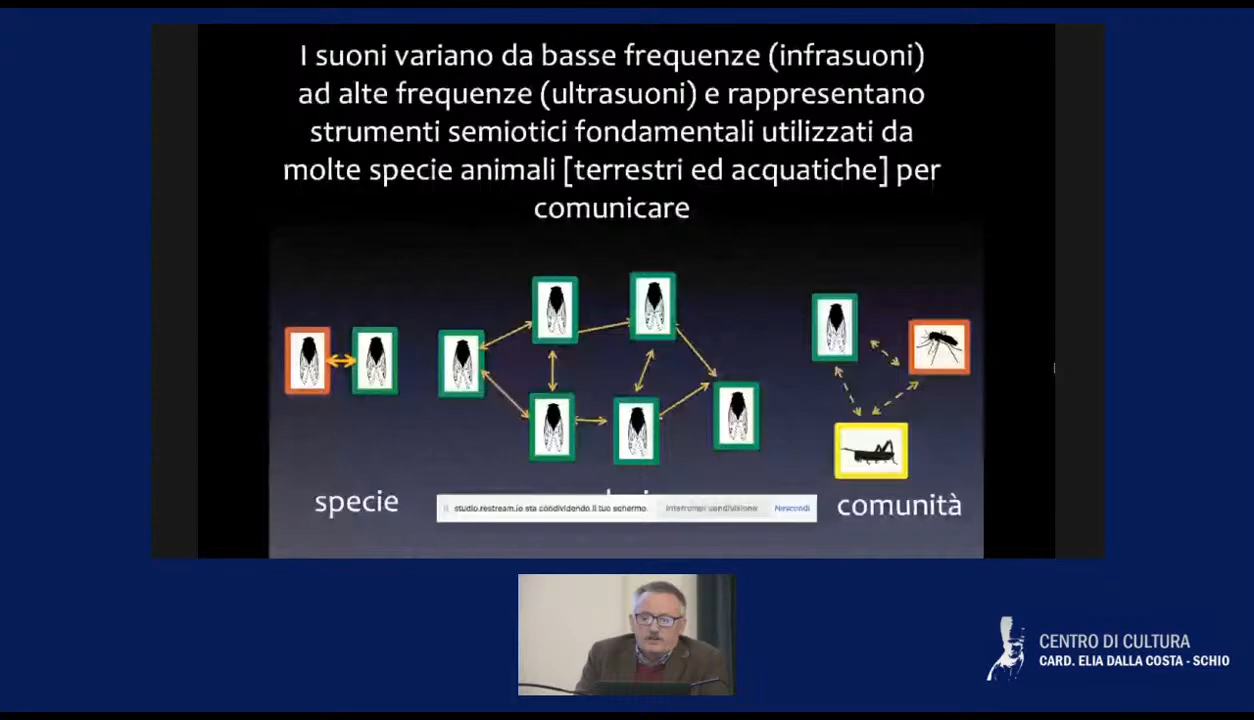 I suoni variano da basse frequenze (infrasuoni)
ad alte frequenze (ultrasuoni) e rappresentano
strumenti semiotici fondamentali utilizzati da
molte specie animali [terrestri ed acquatiche] per
comunicare
specie
studio.restream.io sta condividendo il tuo schermo.
Interrompi condivisione
Nascondi
comunità
CENTRO DI CULTURA
CARD. ELIA DALLA COSTA - SCHIO